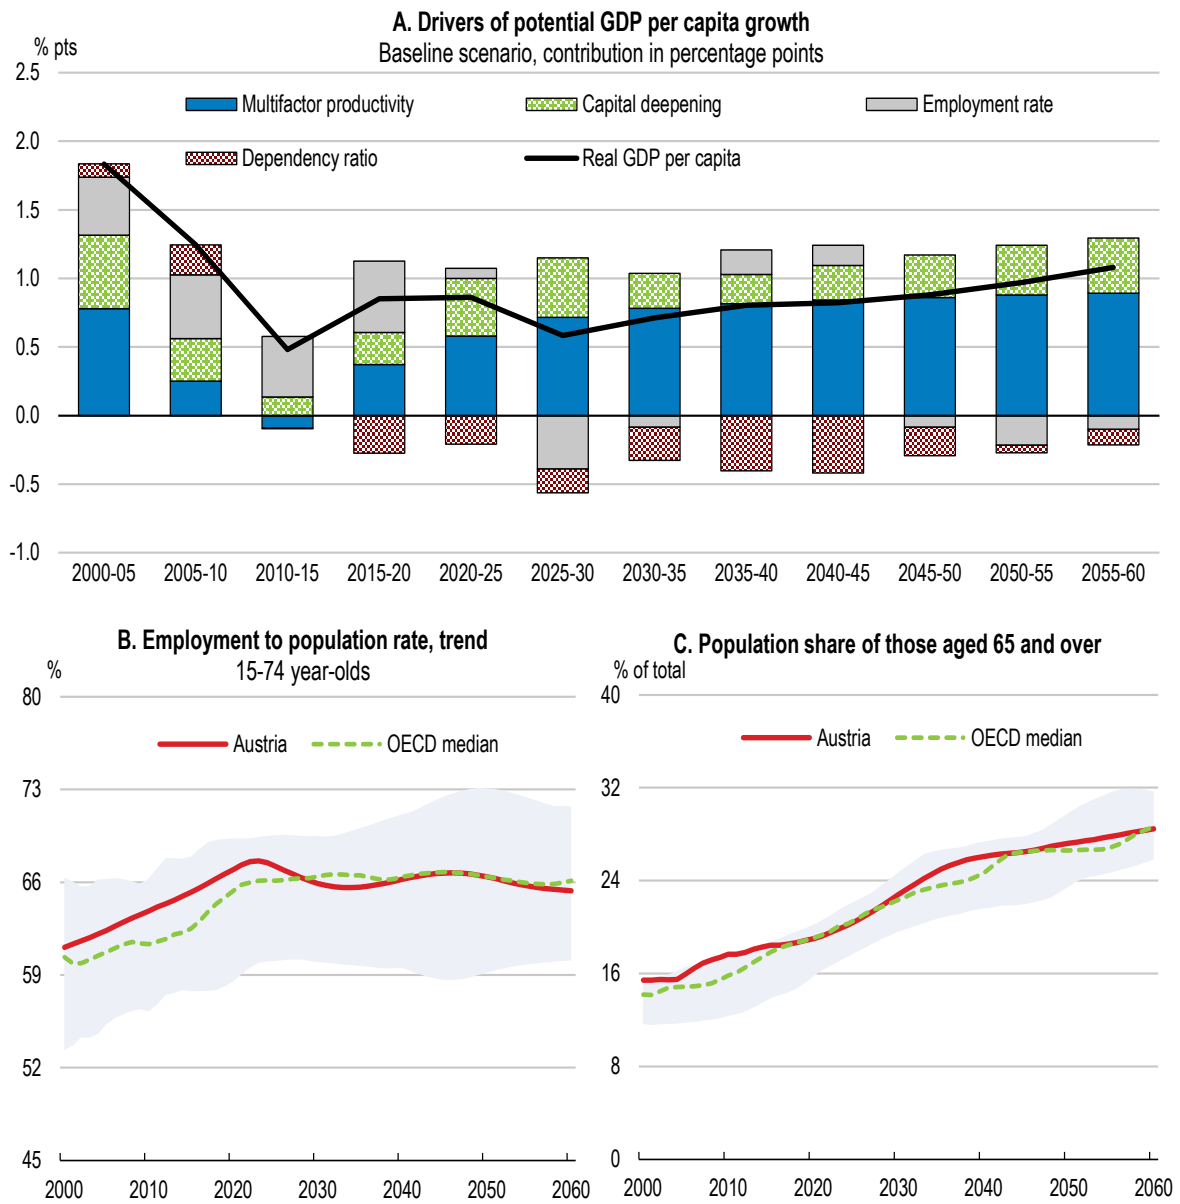 A. Drivers of potential GDP per capita growth
% pts
Baseline scenario, contribution in percentage points
2.5
Multifactor productivity
Capital deepening
Employment rate
2.0
Dependency ratio
Real GDP per capita
1.5
1.0
0.5
0.0
-0.5
-1.0
2000-05 2005-10 2010-15 2015-20 2020-25 2025-30 2030-35 2035-40 2040-45 2045-50 2050-55 2055-60
B. Employment to population rate, trend
%
15-74 year-olds
80
Austria
OECD median
73
66
59
52
45
2000 2010 2020 2030 2040 2050 2060
C. Population share of those aged 65 and over
% of total
40
Austria
OECD median
32
24
16
8
0
2000 2010 2020 2030 2040 2050 2060